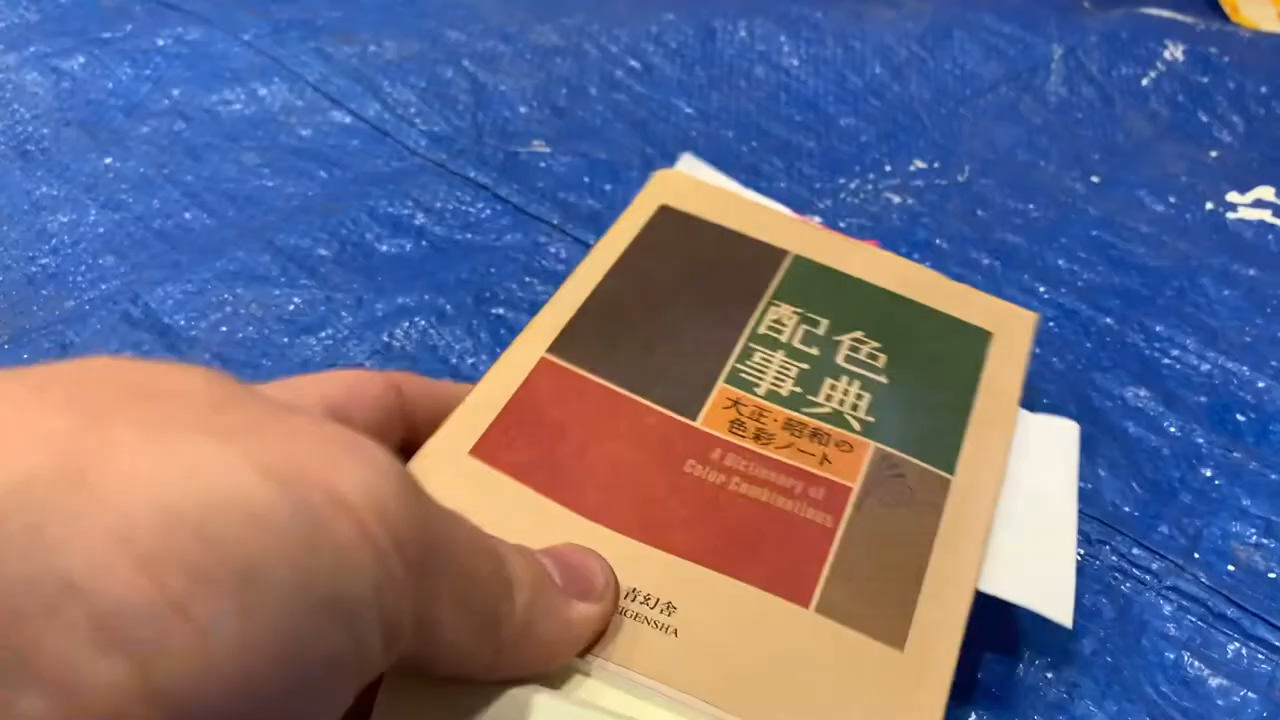 配色
事典
大正・昭和の
色彩ノート
A Dictionary of
Color Combinations
青幻舎
IGENSHA